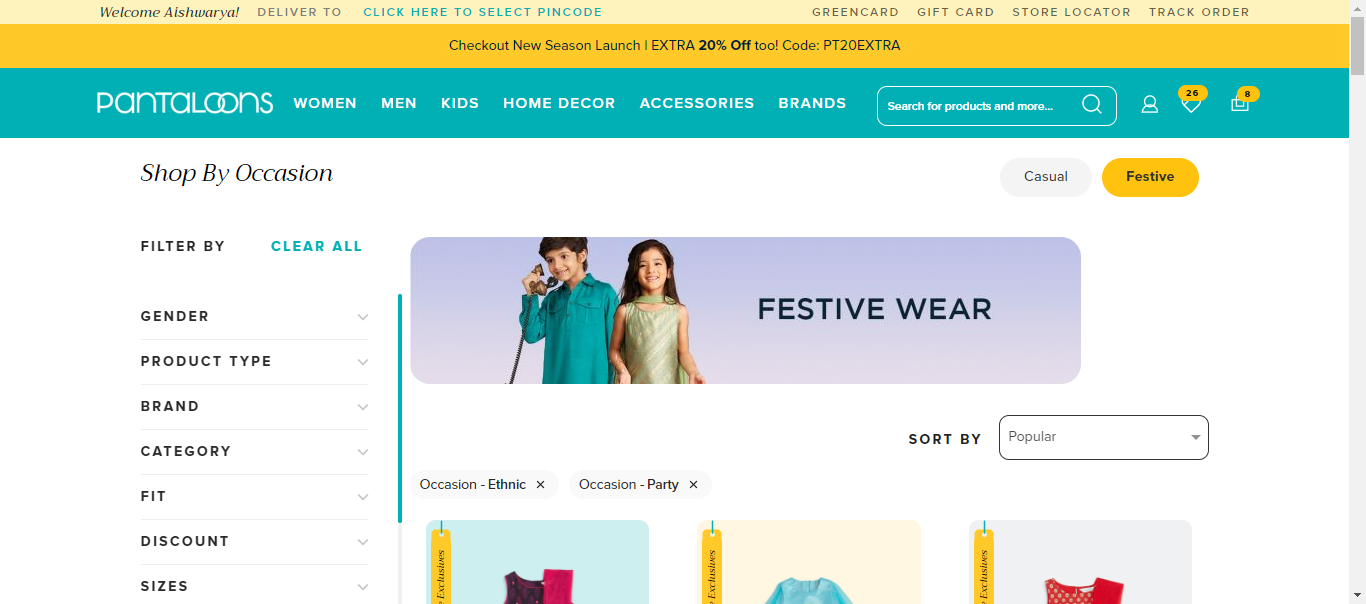 Welcome Aishwarya! DELIVER TO CLICK HERE TO SELECT PINCODE GREENCARD GIFT CARD STORE LOCATOR TRACK ORDER
Checkout New Season Launch | EXTRA 20% Off too! Code: PT20EXTRA
PANTALOONS WOMEN MEN KIDS HOME DECOR ACCESSORIES BRANDS Search for products and more... 26 8
Shop By Occasion Casual Festive
FILTER BY CLEAR ALL
FESTIVE WEAR
GENDER
PRODUCT TYPE
BRAND
CATEGORY
FIT
DISCOUNT
SIZES
SORT BY Popular
Occasion - Ethnic × Occasion - Party ×
Exclusives
Exclusives
Exclusives